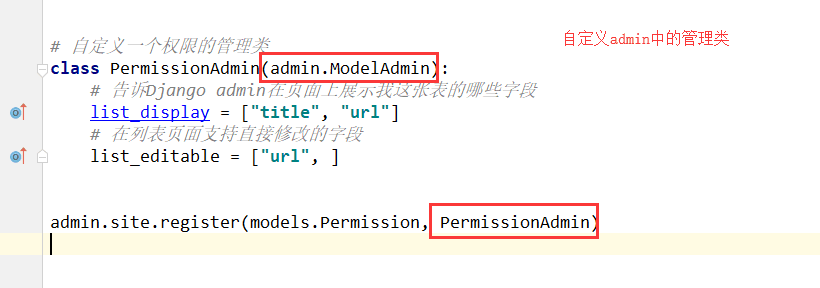 自定义admin中的管理类
# 自定义一个权限的管理类
class PermissionAdmin(admin.ModelAdmin):
# 告诉Django admin在页面上展示我这张表的哪些字段
list_display = ["title", "url"]
# 在列表页面支持直接修改的字段
list_editable = ["url", ]
admin.site.register(models.Permission, PermissionAdmin)